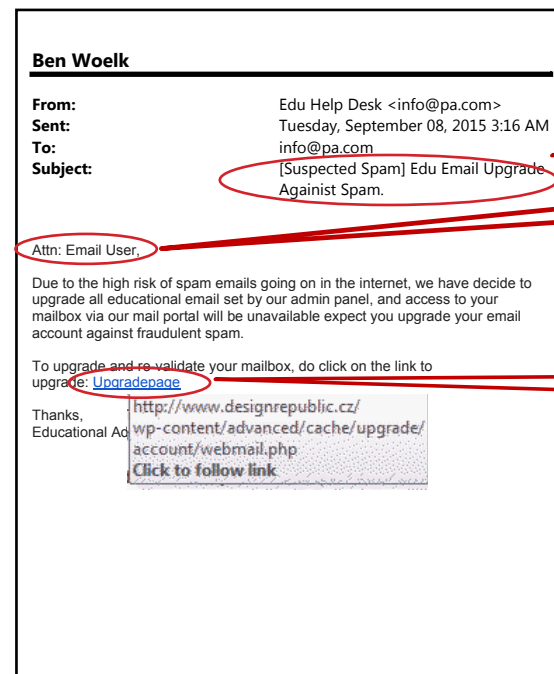 Ben Woelk
From: Edu Help Desk <info@pa.com>
Sent: Tuesday, September 08, 2015 3:16 AM
To: info@pa.com
Subject: [Suspected Spam] Edu Email Upgrade
Againist Spam.
Attn: Email User,
Due to the high risk of spam emails going on in the internet, we have decide to
upgrade all educational email set by our admin panel, and access to your
mailbox via our mail portal will be unavailable expect you upgrade your email
account against fraudulent spam.
To upgrade and re-validate your mailbox, do click on the link to
upgrade: Upgradepage
Thanks,
Educational Ad
http://www.designrepublic.cz/
wp-content/advanced/cache/upgrade/
account/webmail.php
Click to follow link